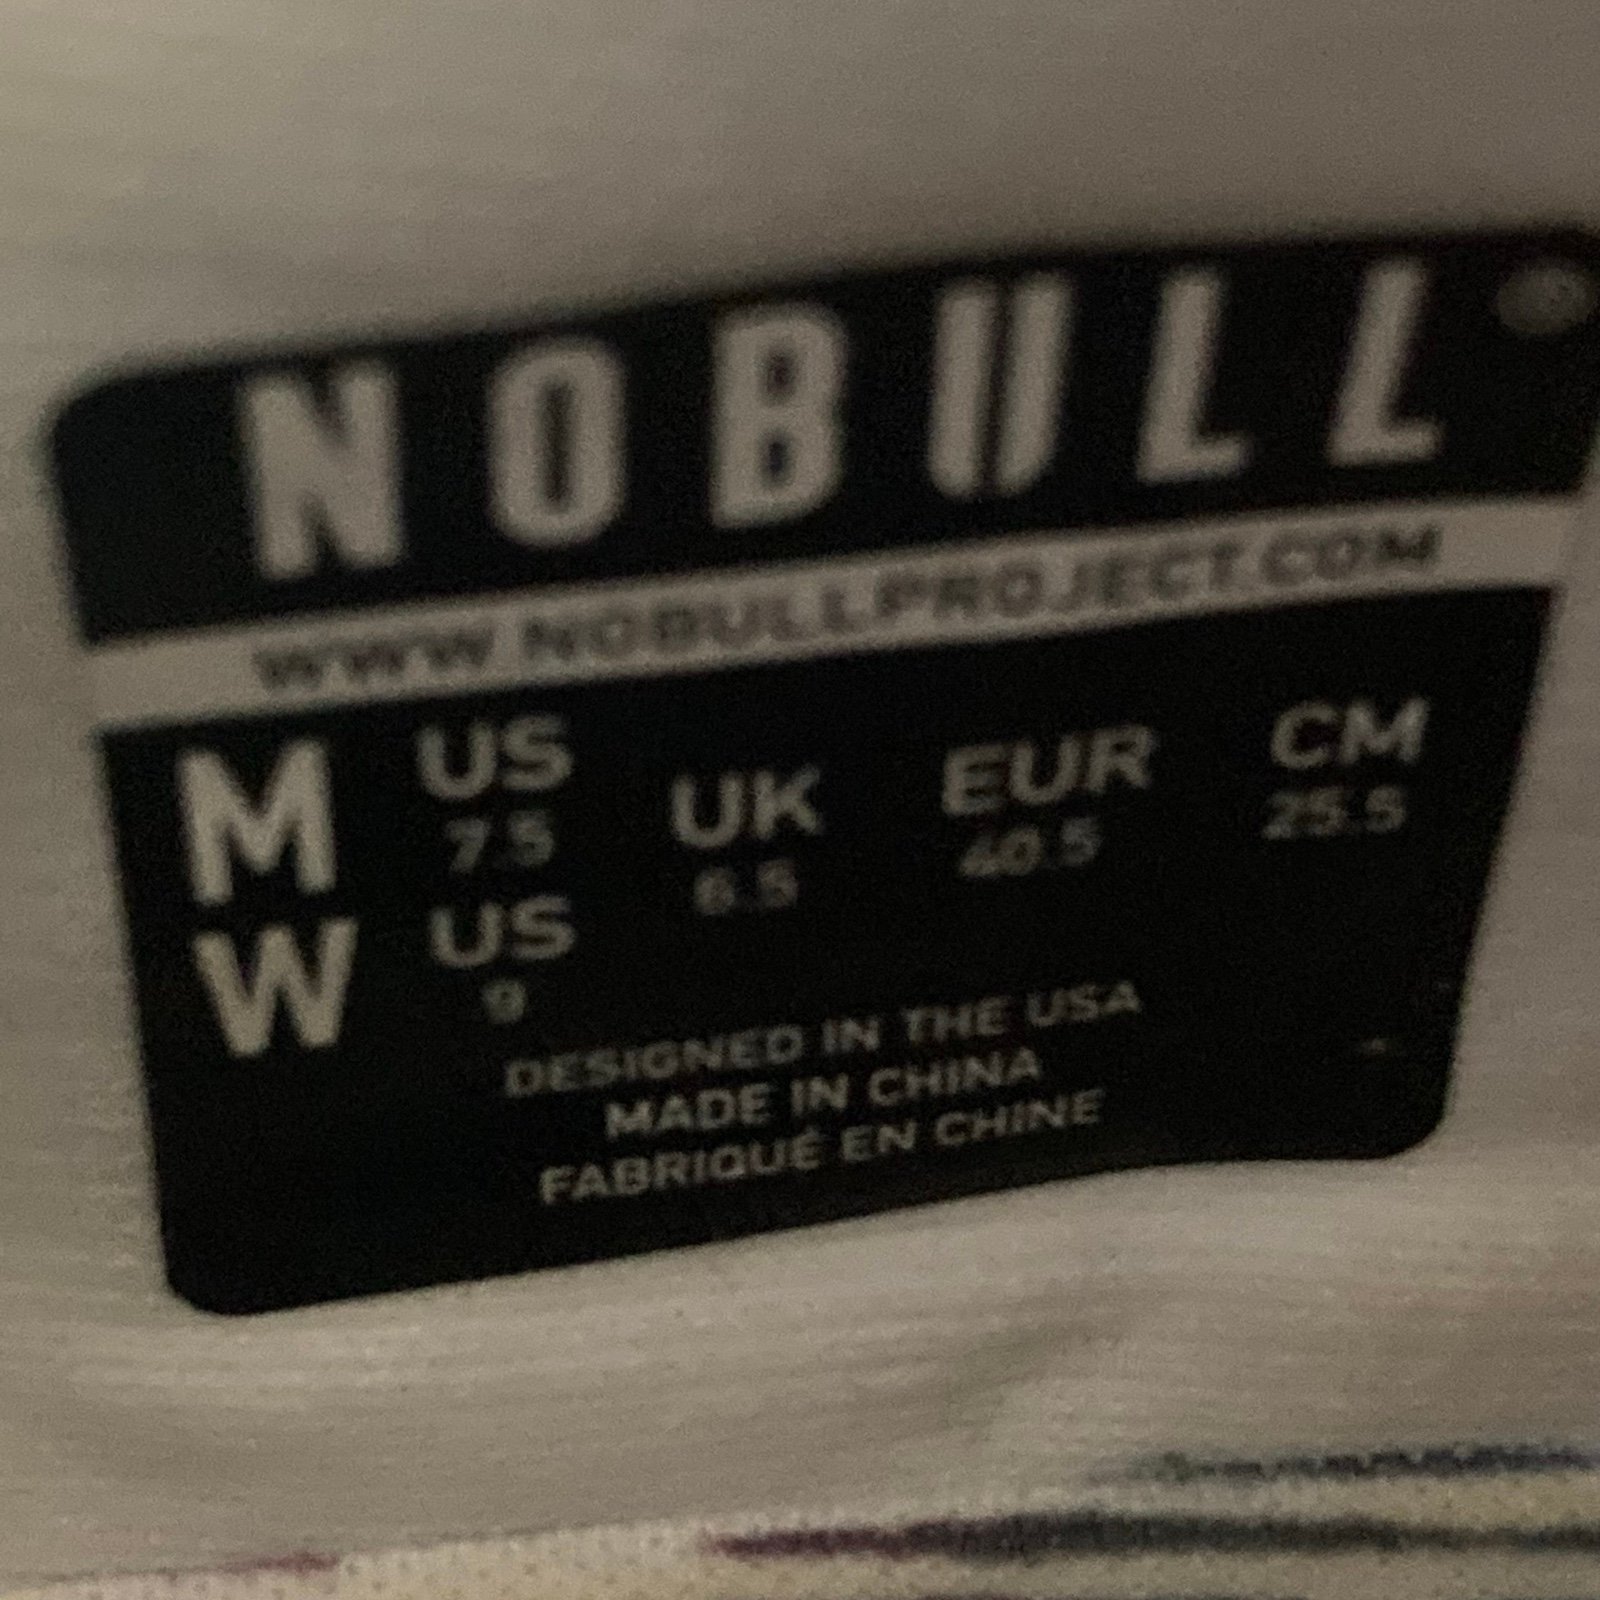 NOBULL
WWW.NOBULLPROJECT.COM
M US UK EUR CM
7.5 6.5 40.5 25.5
W US
9
DESIGNED IN THE USA
MADE IN CHINA
FABRIQUÉ EN CHINE